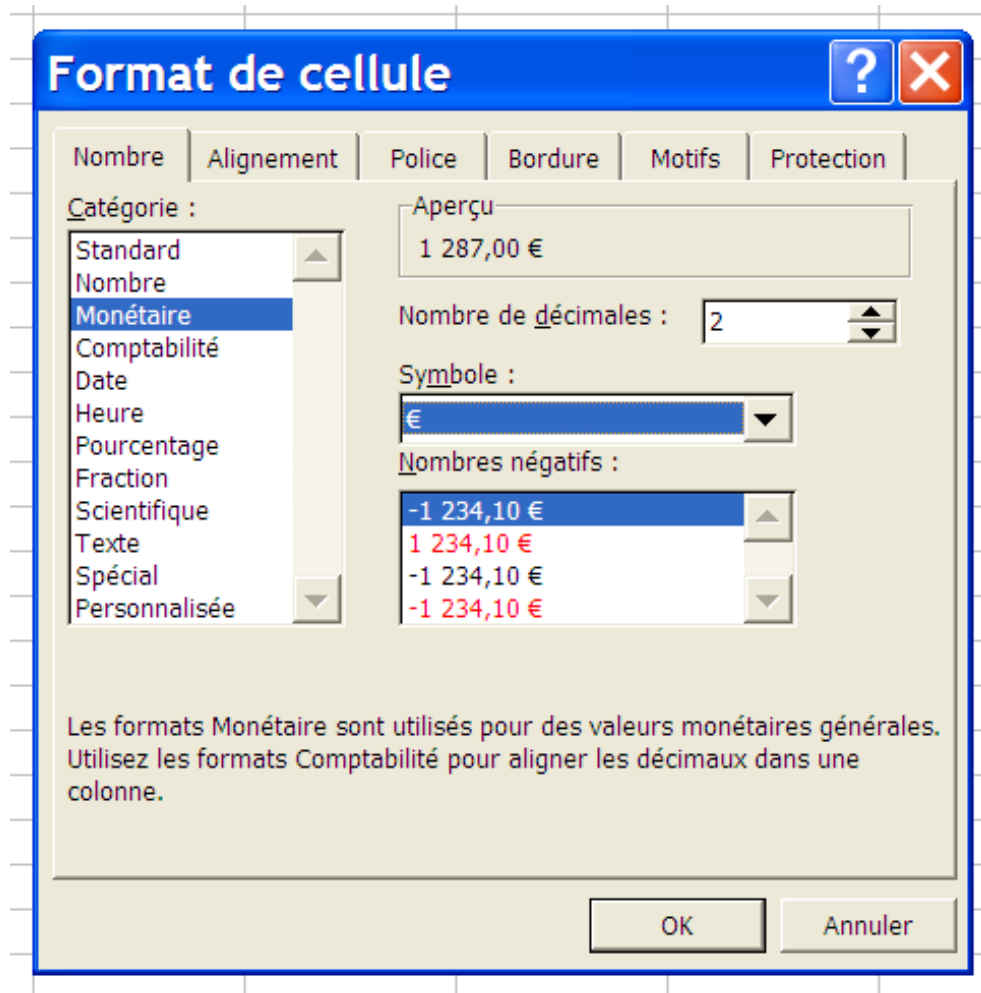 Format de cellule
Nombre Alignement Police Bordure Motifs Protection
Catégorie :
Standard
Nombre
Monétaire
Comptabilité
Date
Heure
Pourcentage
Fraction
Scientifique
Texte
Spécial
Personnalisée
Aperçu
1 287,00 €
Nombre de décimales : 2
Symbole :
€
Nombres négatifs :
-1 234,10 €
1 234,10 €
-1 234,10 €
-1 234,10 €
Les formats Monétaire sont utilisés pour des valeurs monétaires générales.
Utilisez les formats Comptabilité pour aligner les décimaux dans une
colonne.
OK Annuler